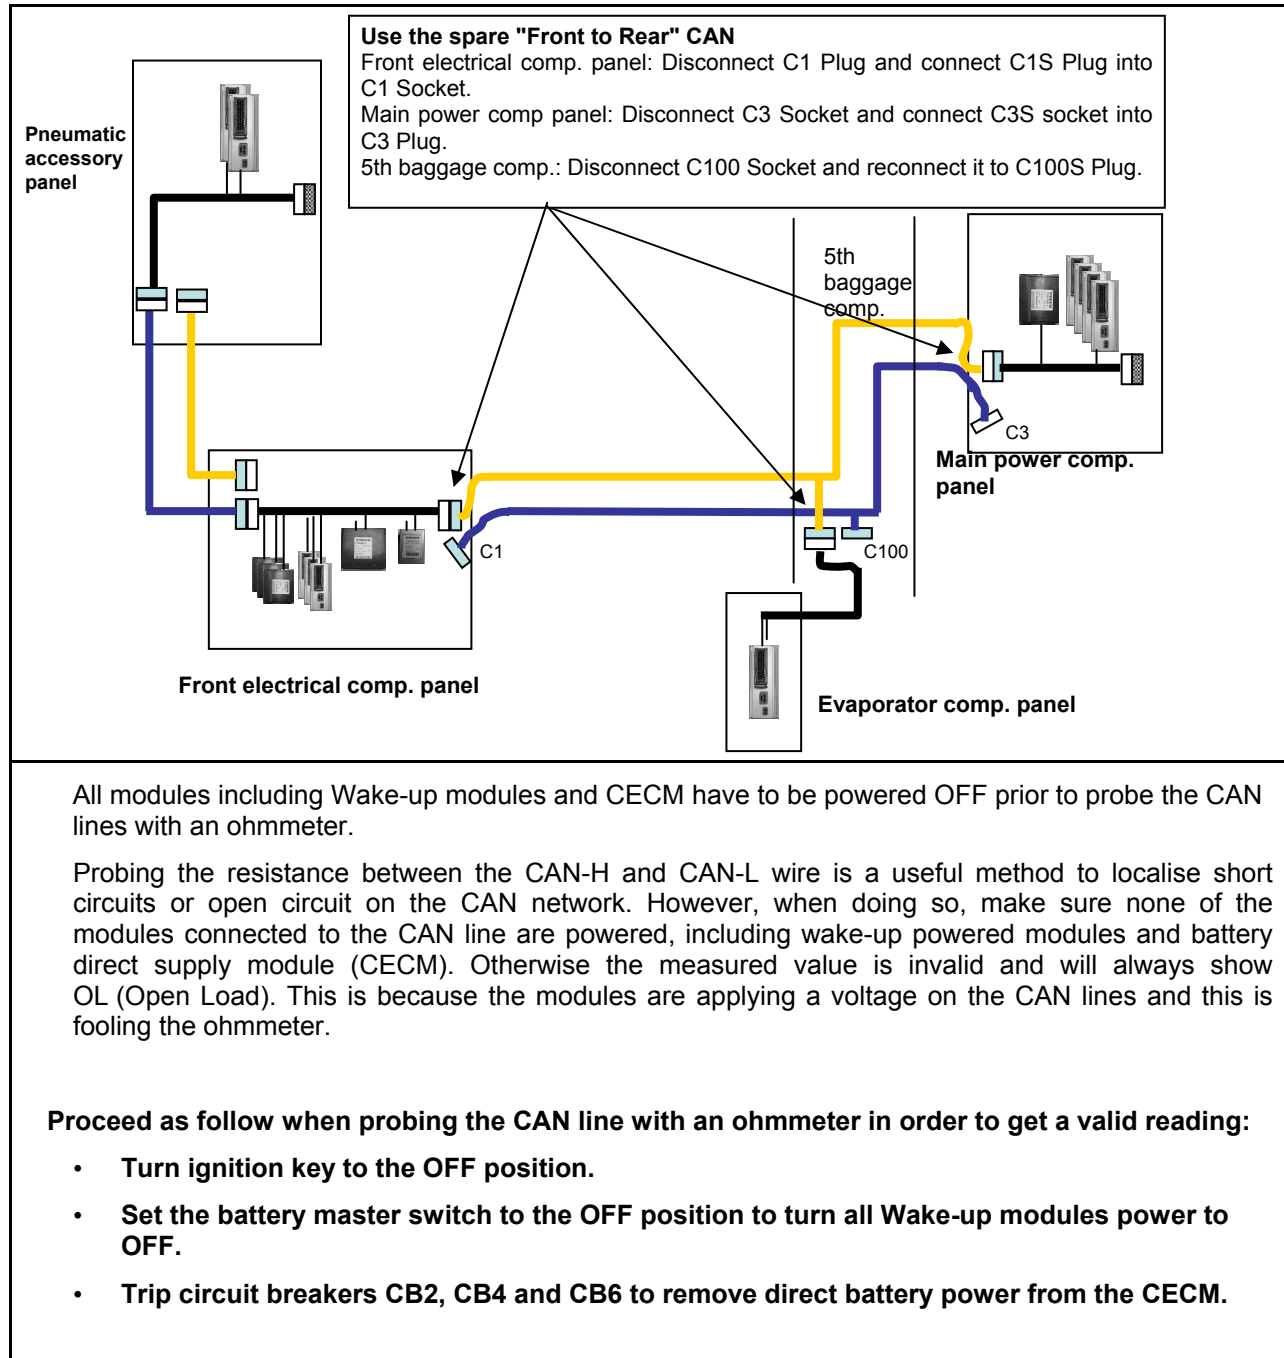 Use the spare "Front to Rear" CAN
Front electrical comp. panel: Disconnect C1 Plug and connect C1S Plug into
C1 Socket.
Main power comp panel: Disconnect C3 Socket and connect C3S socket into
C3 Plug.
5th baggage comp.: Disconnect C100 Socket and reconnect it to C100S Plug.
Pneumatic
accessory
panel
5th
baggage
comp.
C3
Main power comp.
panel
C1
C100
Front electrical comp. panel
Evaporator comp. panel
All modules including Wake-up modules and CECM have to be powered OFF prior to probe the CAN
lines with an ohmmeter.
Probing the resistance between the CAN-H and CAN-L wire is a useful method to localise short
circuits or open circuit on the CAN network. However, when doing so, make sure none of the
modules connected to the CAN line are powered, including wake-up powered modules and battery
direct supply module (CECM). Otherwise the measured value is invalid and will always show
OL (Open Load). This is because the modules are applying a voltage on the CAN lines and this is
fooling the ohmmeter.
Proceed as follow when probing the CAN line with an ohmmeter in order to get a valid reading:
• Turn ignition key to the OFF position.
• Set the battery master switch to the OFF position to turn all Wake-up modules power to
OFF.
• Trip circuit breakers CB2, CB4 and CB6 to remove direct battery power from the CECM.